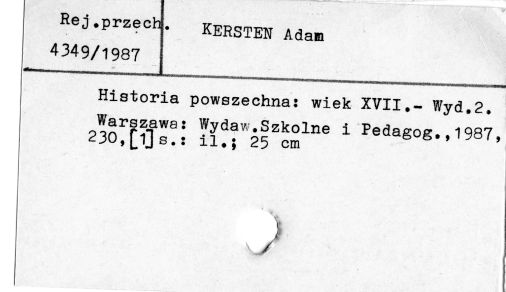 Rej.przech.
KERSTEN Adam
4349/1987
Historia powszechna: wiek XVII.- Wyd.2.
Warszawa: Wydaw.Szkolne i Pedagog.,1987,
230,[1]s.: il.; 25 cm